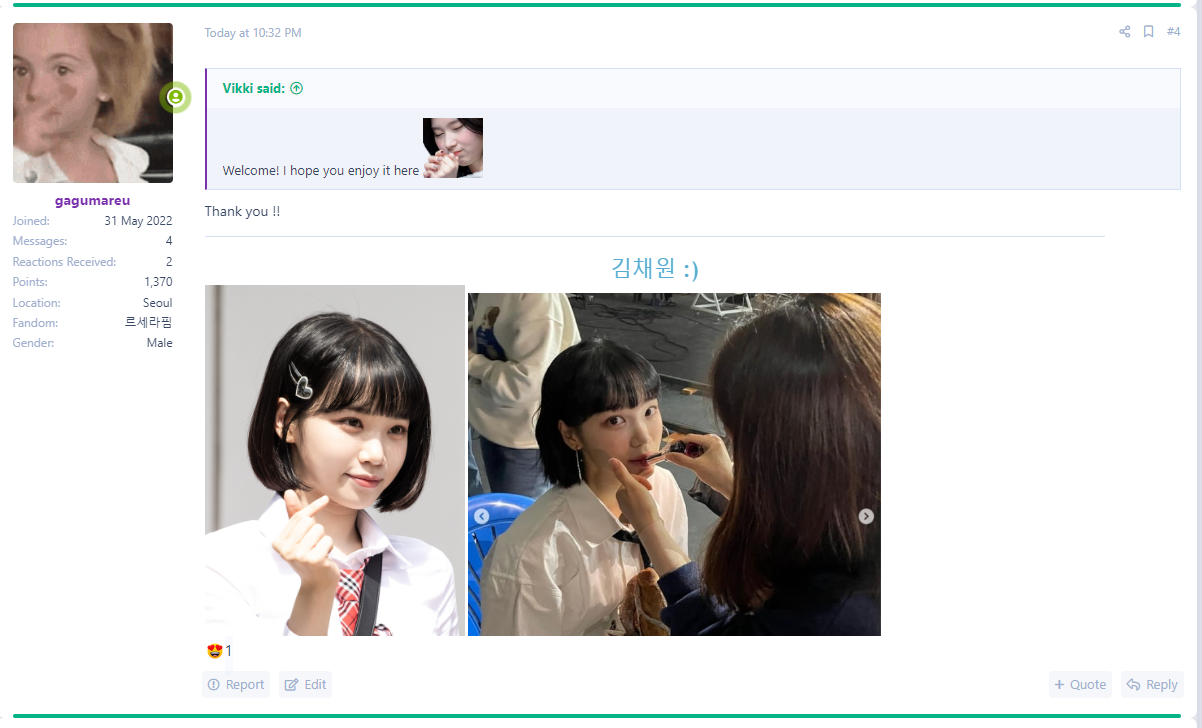 Today at 10:32 PM
#4
Vikki said:
Welcome! I hope you enjoy it here
gagumareu
Joined: 31 May 2022
Messages: 4
Reactions Received: 2
Points: 1,370
Location: Seoul
Fandom: 르세라핌
Gender: Male
Thank you !!
김채원 :)
1
Report Edit
+ Quote Reply